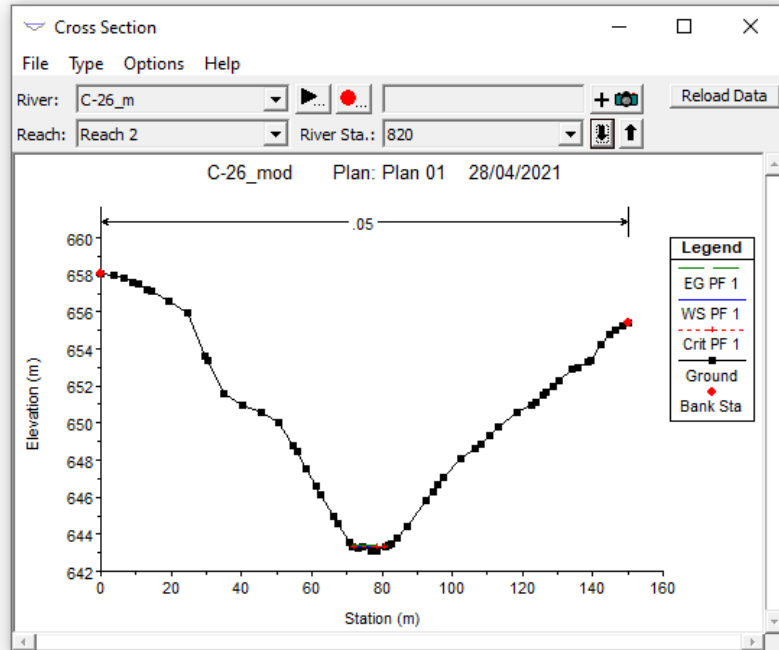 Cross Section
File Type Options Help
River: C-26_m ... ... + Reload Data
Reach: Reach 2 River Sta.: 820
C-26_mod Plan: Plan 01 28/04/2021
.05
660
658
656
654
652
650
648
646
644
642
Elevation (m)
0 20 40 60 80 100 120 140 160
Station (m)
Legend
EG PF 1
WS PF 1
Crit PF 1
Ground
Bank Sta